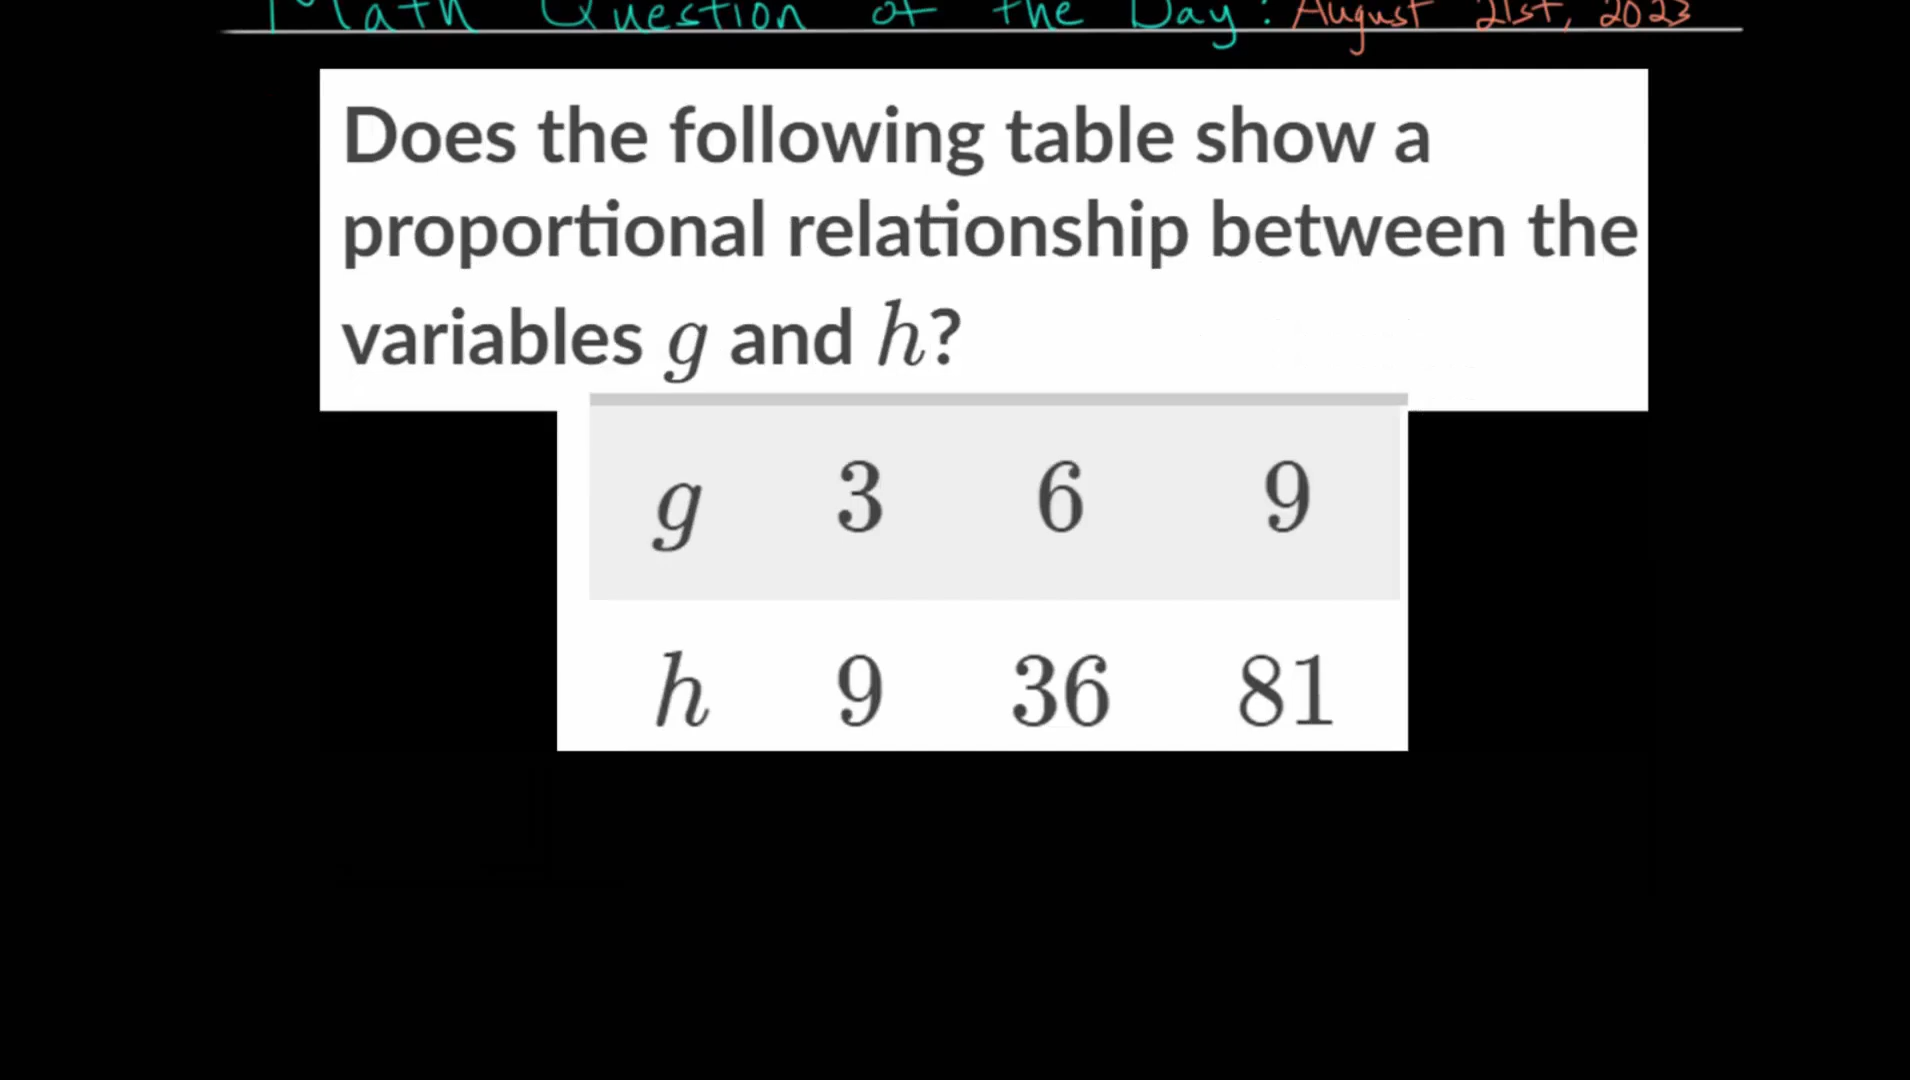 Math Question of the Day: August 21st, 2023
Does the following table show a
proportional relationship between the
variables g and h?
g 3 6 9
h 9 36 81